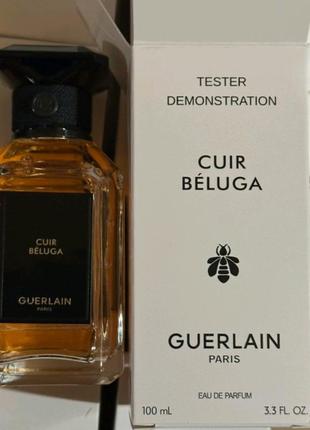 CUIR
BÉLUGA
GUERLAIN
PARIS
TESTER
DEMONSTRATION
CUIR
BÉLUGA
GUERLAIN
PARIS
EAU DE PARFUM
100 mL 3.3 FL. OZ.